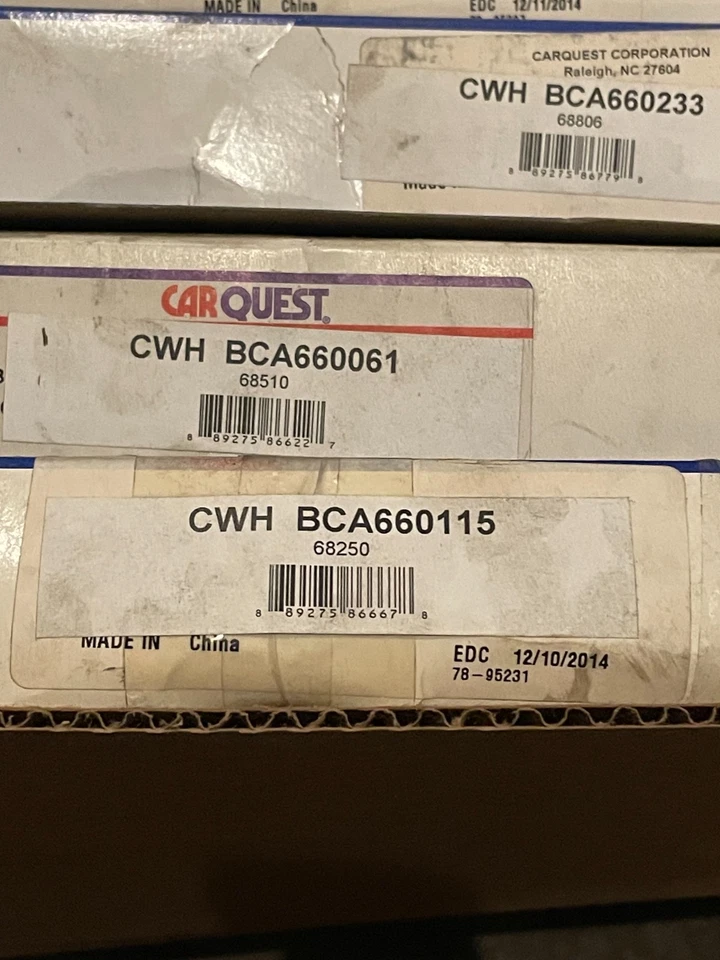 MADE IN China
EDC 12/11/2014
CARQUEST CORPORATION
Raleigh, NC 27604
CWH BCA660233
68806
8 89275 86779 8
CARQUEST®
CWH BCA660061
68510
8 89275 86622 7
CWH BCA660115
68250
8 89275 86667 8
MADE IN China
EDC 12/10/2014
78-95231